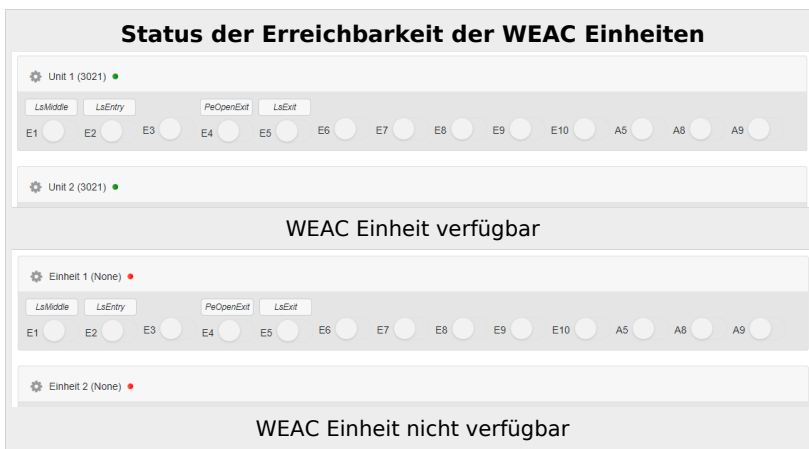 Status der Erreichbarkeit der WEAC Einheiten
Unit 1 (3021)
LsMiddle LsEntry PeOpenExit LsExit
E1 E2 E3 E4 E5 E6 E7 E8 E9 E10 A5 A8 A9
Unit 2 (3021)
WEAC Einheit verfügbar
Einheit 1 (None)
LsMiddle LsEntry PeOpenExit LsExit
E1 E2 E3 E4 E5 E6 E7 E8 E9 E10 A5 A8 A9
Einheit 2 (None)
WEAC Einheit nicht verfügbar